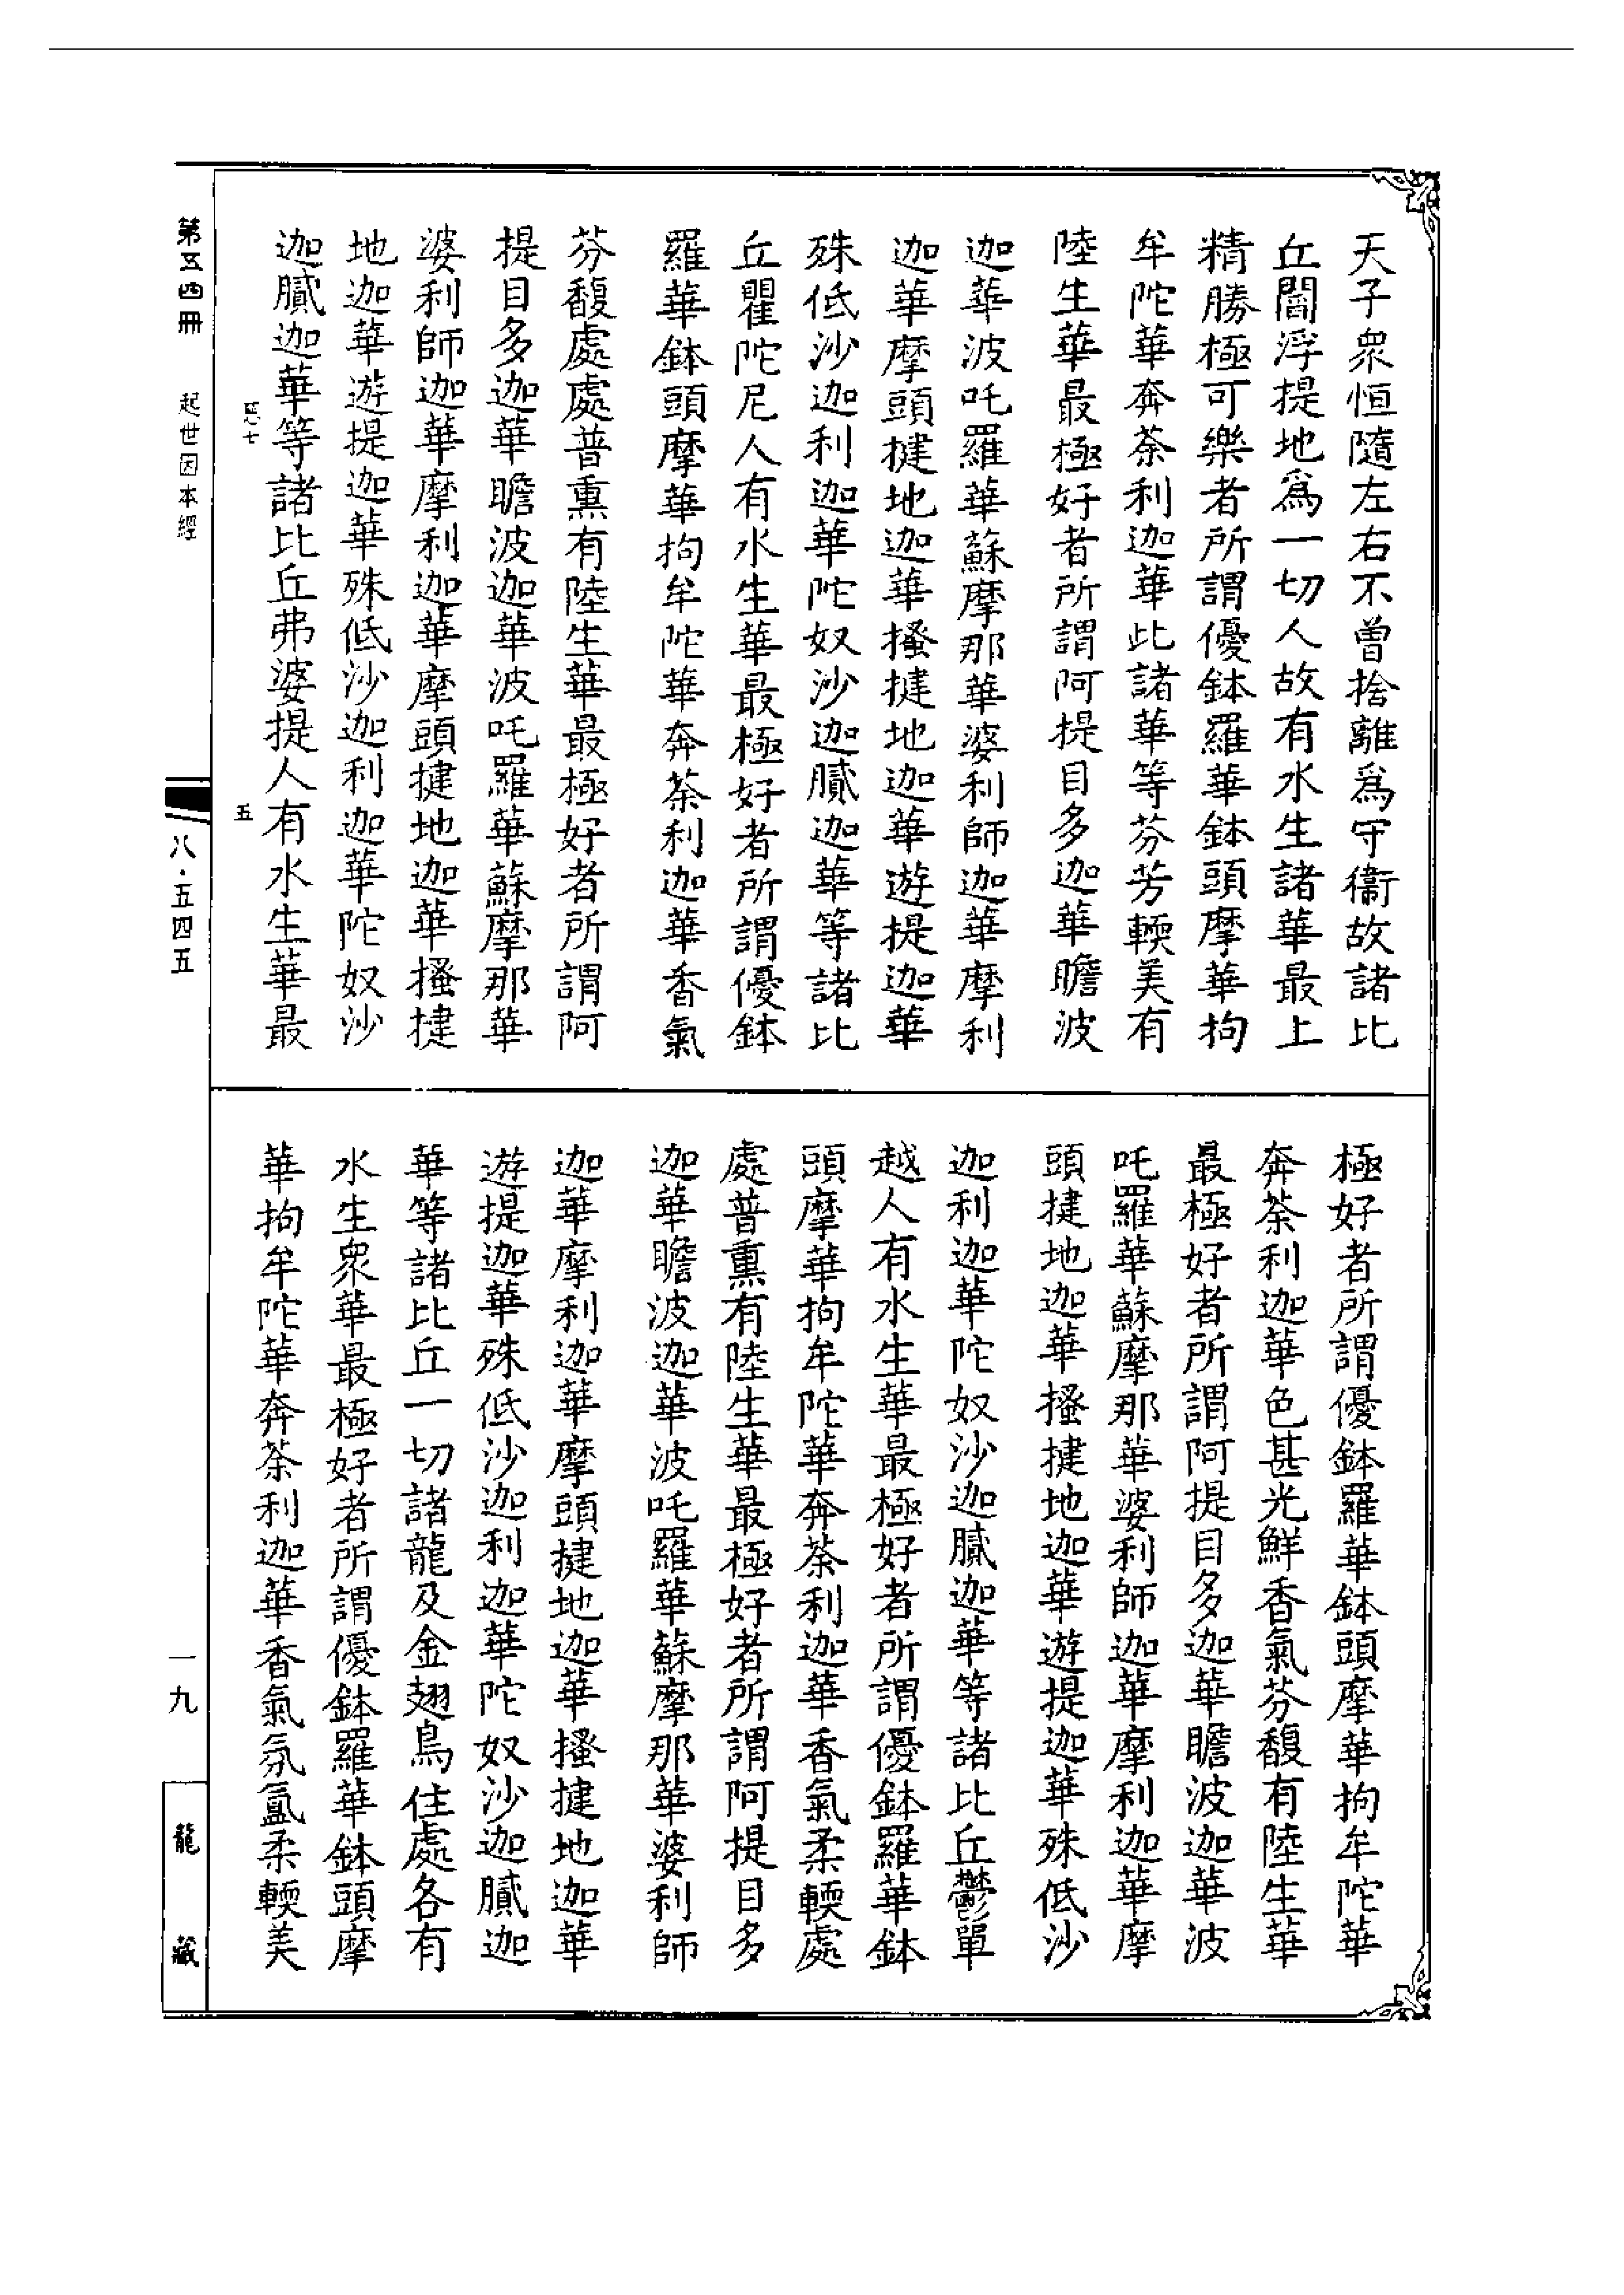 天子眾恒隨左右不曾捨離爲守衞故諸比
丘閻浮提地爲一切人故有水生諸華最上
精勝極可樂者所謂優鉢羅華鉢頭摩華拘
牟陀華奔茶利迦華此諸華等芬芳輭美有
陸生華最極好者所謂阿提目多迦華瞻波
迦華波吒羅華蘇摩那華婆利師迦華摩利
迦華摩頭揵地迦華搔揵地迦華遊提迦華
殊低沙迦利迦華陀奴沙迦膩迦華等諸比
丘瞿陀尼人有水生華最極好者所謂優鉢
羅華鉢頭摩華拘牟陀華奔茶利迦華香氣
芬馥處處普熏有陸生華最極好者所謂阿
提目多迦華瞻波迦華波吒羅華蘇摩那華
婆利師迦華摩利迦華摩頭揵地迦華搔揵
地迦華遊提迦華殊低沙迦利迦華陀奴沙
迦膩迦華等諸比丘弗婆提人有水生華最
極好者所謂優鉢羅華鉢頭摩華拘牟陀華
奔茶利迦華色甚光鮮香氣芬馥有陸生華
最極好者所謂阿提目多迦華瞻波迦華波
吒羅華蘇摩那華婆利師迦華摩利迦華摩
頭揵地迦華搔揵地迦華遊提迦華殊低沙
迦利迦華陀奴沙迦膩迦華等諸比丘鬱單
越人有水生華最極好者所謂優鉢羅華鉢
頭摩華拘牟陀華奔茶利迦華香氣柔輭處
處普熏有陸生華最極好者所謂阿提目多
迦華瞻波迦華波吒羅華蘇摩那華婆利師
迦華摩利迦華摩頭揵地迦華搔揵地迦華
遊提迦華殊低沙迦利迦華陀奴沙迦膩迦
華等諸比丘一切諸龍及金翅鳥住處各有
水生眾華最極好者所謂優鉢羅華鉢頭摩
華拘牟陀華奔茶利迦華香氣氛氳柔輭美
七
五
第五四冊
起世因本經
八·五四五
一九
龍藏